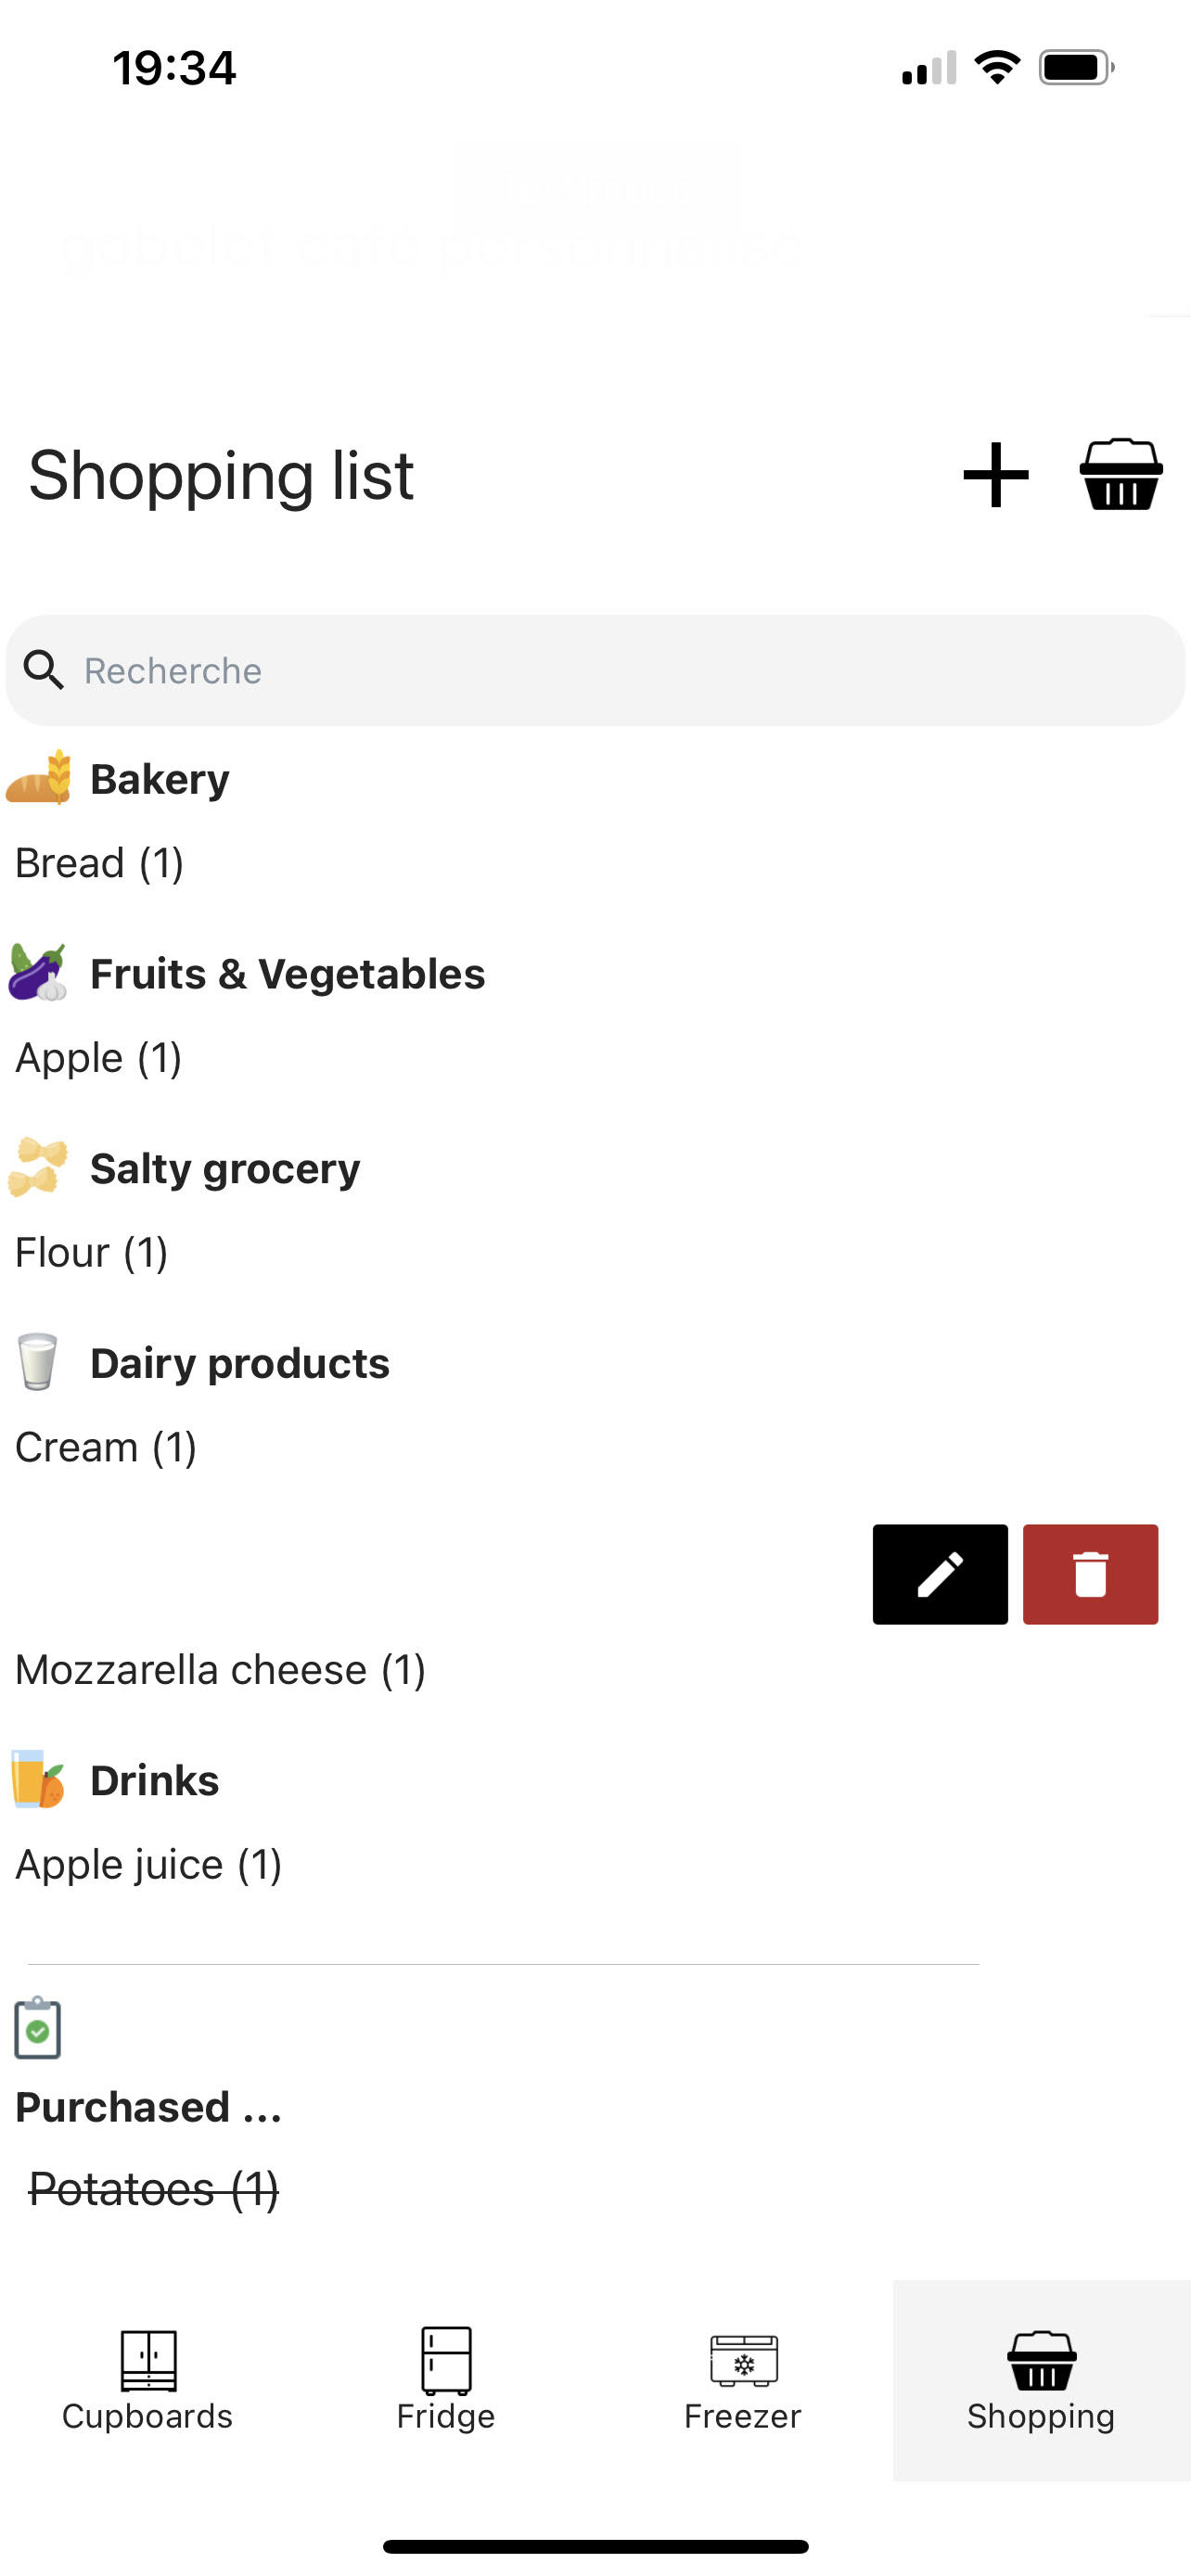 19:34
Shopping list
Recherche
Bakery
Bread (1)
Fruits & Vegetables
Apple (1)
Salty grocery
Flour (1)
Dairy products
Cream (1)
Mozzarella cheese (1)
Drinks
Apple juice (1)
Purchased ...
Potatoes (1)
Cupboards
Fridge
Freezer
Shopping